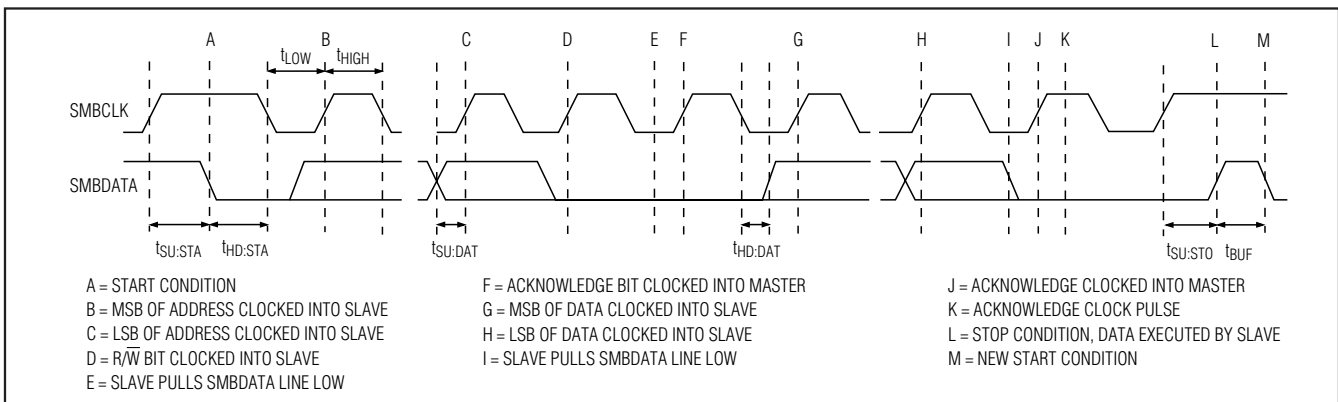 A B C D E F G H I J K L M
tLOW tHIGH
SMBCLK
SMBDATA
tSU:STA tHD:STA tSU:DAT tHD:DAT tSU:STO tBUF
A = START CONDITION
B = MSB OF ADDRESS CLOCKED INTO SLAVE
C = LSB OF ADDRESS CLOCKED INTO SLAVE
D = R/W̅ BIT CLOCKED INTO SLAVE
E = SLAVE PULLS SMBDATA LINE LOW
F = ACKNOWLEDGE BIT CLOCKED INTO MASTER
G = MSB OF DATA CLOCKED INTO SLAVE
H = LSB OF DATA CLOCKED INTO SLAVE
I = SLAVE PULLS SMBDATA LINE LOW
J = ACKNOWLEDGE CLOCKED INTO MASTER
K = ACKNOWLEDGE CLOCK PULSE
L = STOP CONDITION, DATA EXECUTED BY SLAVE
M = NEW START CONDITION